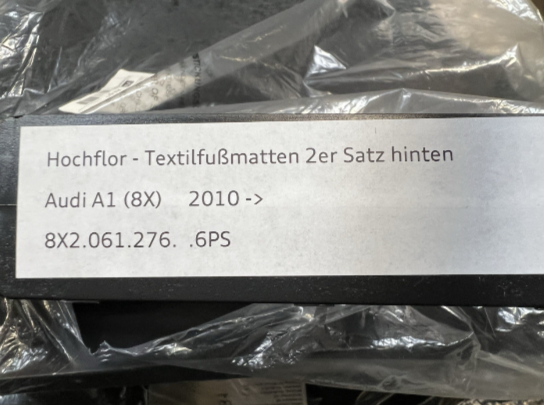 Hochflor - Textilfußmatten 2er Satz hinten
Audi A1 (8X) 2010 ->
8X2.061.276. .6PS